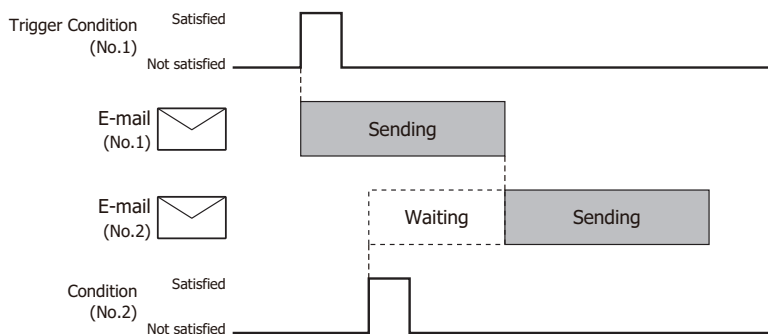 Trigger Condition
(No.1)
Satisfied
Not satisfied
E-mail
(No.1)
Sending
E-mail
(No.2)
Waiting
Sending
Condition
(No.2)
Satisfied
Not satisfied